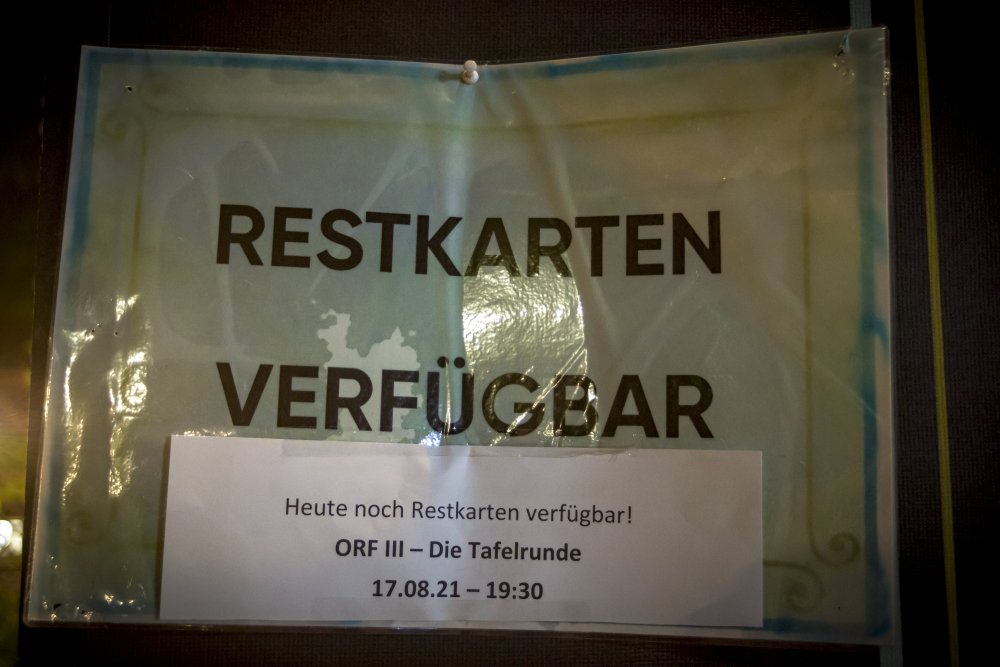 RESTKARTEN
VERFÜGBAR
Heute noch Restkarten verfügbar!
ORF III – Die Tafelrunde
17.08.21 – 19:30